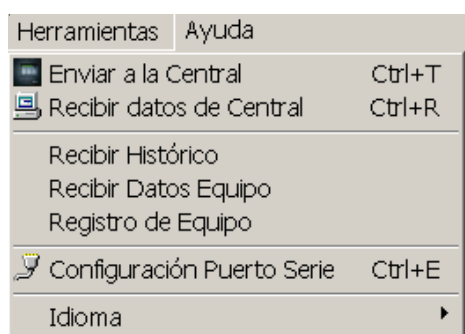 Herramientas Ayuda
Enviar a la Central Ctrl+T
Recibir datos de Central Ctrl+R
Recibir Histórico
Recibir Datos Equipo
Registro de Equipo
Configuración Puerto Serie Ctrl+E
Idioma